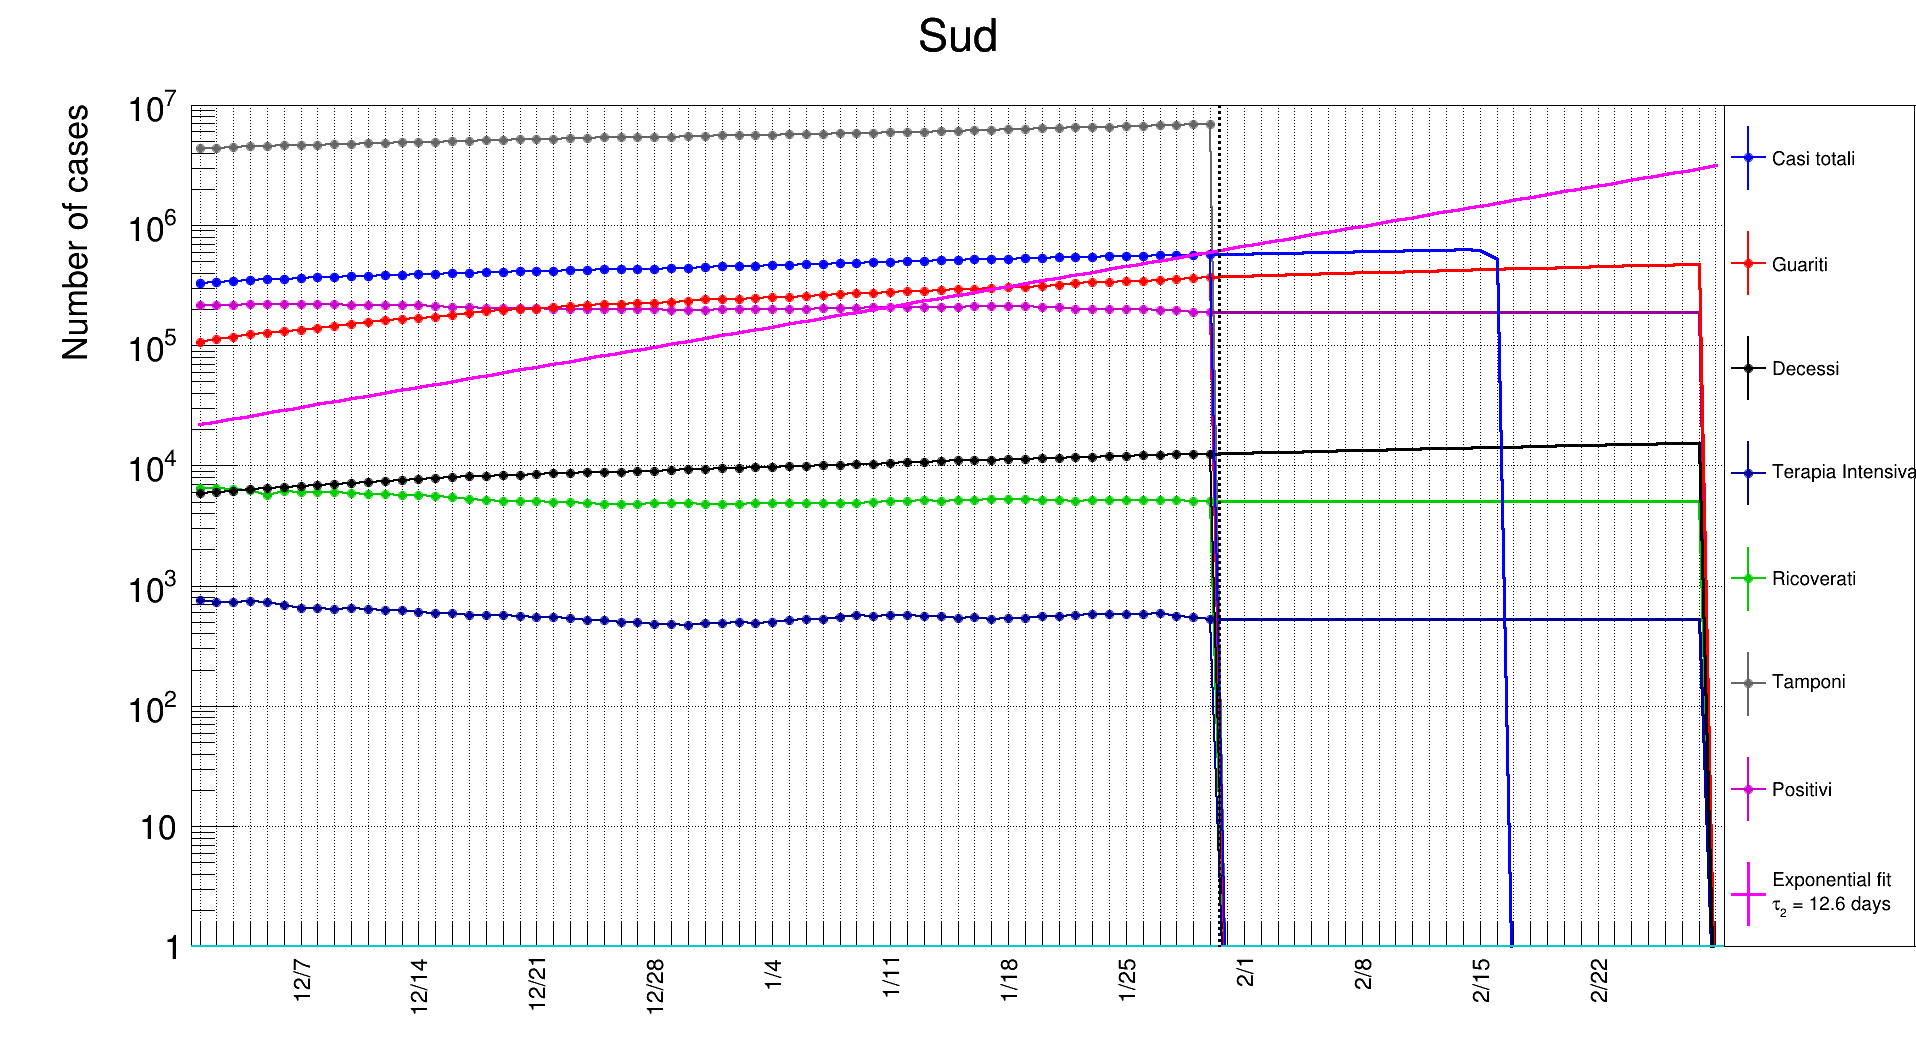 Sud
Number of cases
10^7
10^6
10^5
10^4
10^3
10^2
10
1
12/7
12/14
12/21
12/28
1/4
1/11
1/18
1/25
2/1
2/8
2/15
2/22
Casi totali
Guariti
Decessi
Terapia Intensiva
Ricoverati
Tamponi
Positivi
Exponential fit
τ_2 = 12.6 days